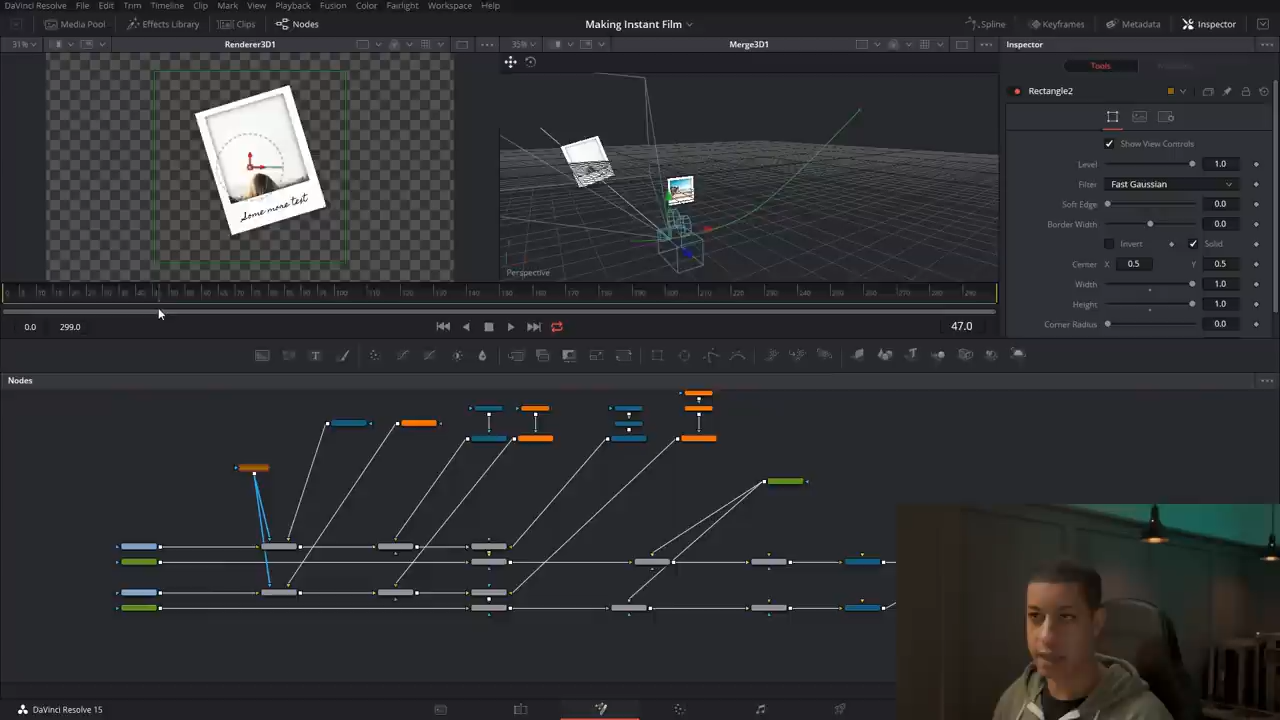 DaVinci Resolve File Edit Trim Timeline Clip Mark View Playback Fusion Color Fairlight Workspace Help
Media Pool Effects Library Clips Nodes Making Instant Film Spline Keyframes Metadata Inspector
31% Renderer3D1 35% Merge3D1 Inspector
Tools
Rectangle2
Show View Controls
Level 1.0
Filter Fast Gaussian
Soft Edge 0.0
Border Width 0.0
Invert Solid
Center X 0.5 Y 0.5
Width 1.0
Height 1.0
Corner Radius 0.0
Some more text
Perspective
0.0 299.0 47.0
Nodes
DaVinci Resolve 15